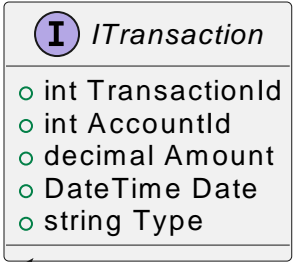 I ITransaction
int TransactionId
int AccountId
decimal Amount
DateTime Date
string Type